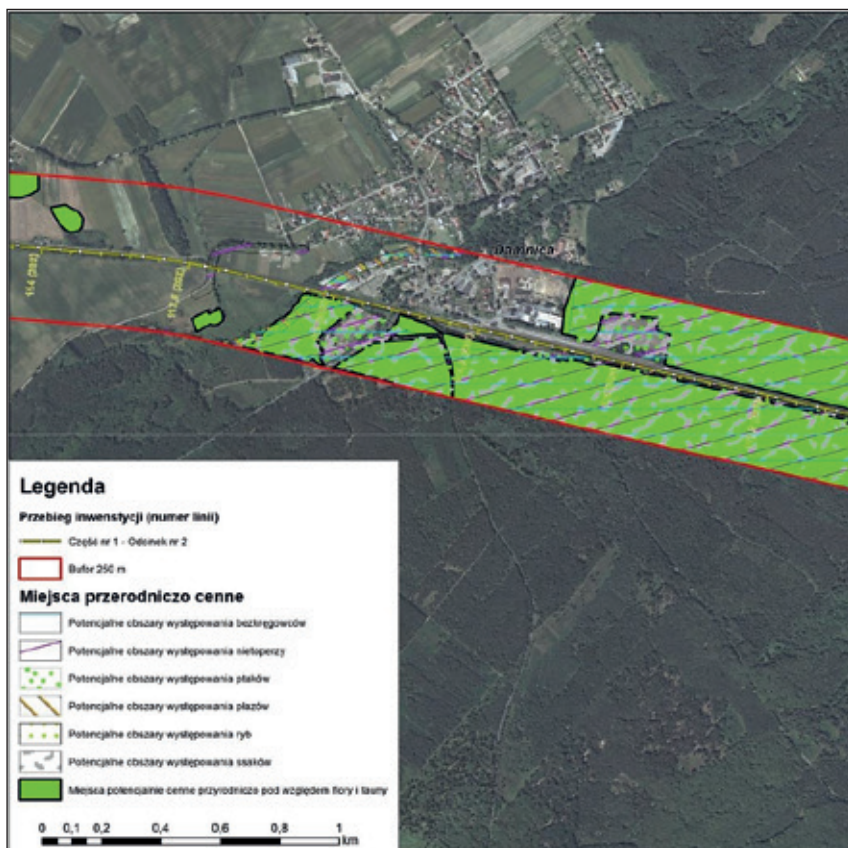 Damnica
Legenda
Przebieg inwenstycji (numer linii)
Część nr 1 - Odcinek nr 2
Bufor 250 m
Miejsca przerodniczo cenne
Potencjalne obszary występowania bezkręgowców
Potencjalne obszary występowania nietoperzy
Potencjalne obszary występowania ptaków
Potencjalne obszary występowania płazów
Potencjalne obszary występowania ryb
Potencjalne obszary występowania ssaków
Miejsca potencjalnie cenne przyrodniczo pod względem flory i fauny
0 0,1 0,2 0,4 0,6 0,8 1
km